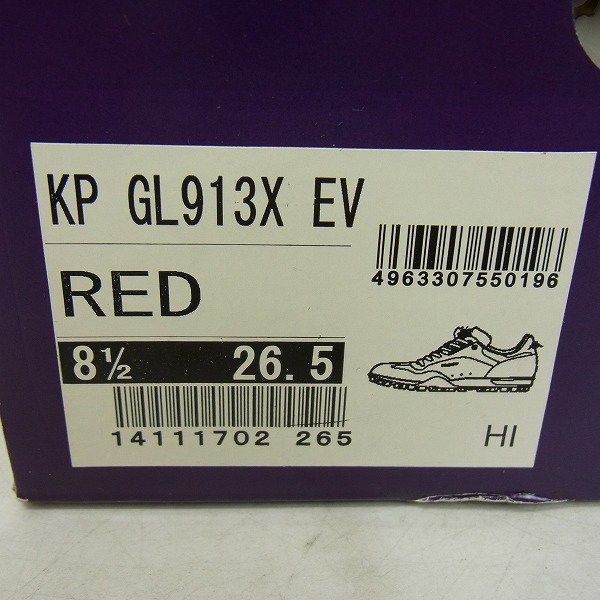 KP GL913X EV
4963307550196
RED
8½ 26.5
14111702 265
HI